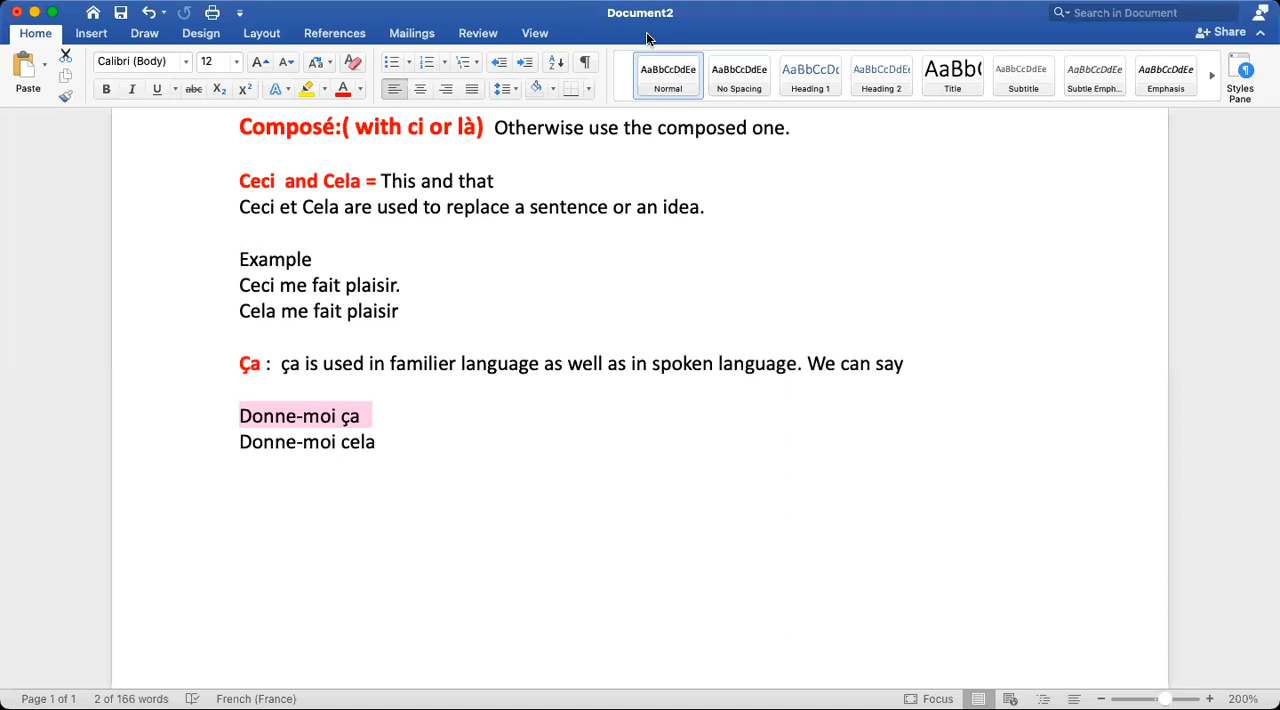 Document2
Search in Document
Home Insert Draw Design Layout References Mailings Review View
Share
Paste
Calibri (Body) 12
AaBbCcDdEe AaBbCcDdEe AaBbCcDc AaBbCcDdEe AaBb( AaBbCcDdEe AaBbCcDdEe AaBbCcDdEe
Normal No Spacing Heading 1 Heading 2 Title Subtitle Subtle Emph... Emphasis
Styles Pane
Composé:( with ci or là) Otherwise use the composed one.
Ceci and Cela = This and that
Ceci et Cela are used to replace a sentence or an idea.
Example
Ceci me fait plaisir.
Cela me fait plaisir
Ça : ça is used in familier language as well as in spoken language. We can say
Donne-moi ça
Donne-moi cela
Page 1 of 1 2 of 166 words French (France) Focus 200%